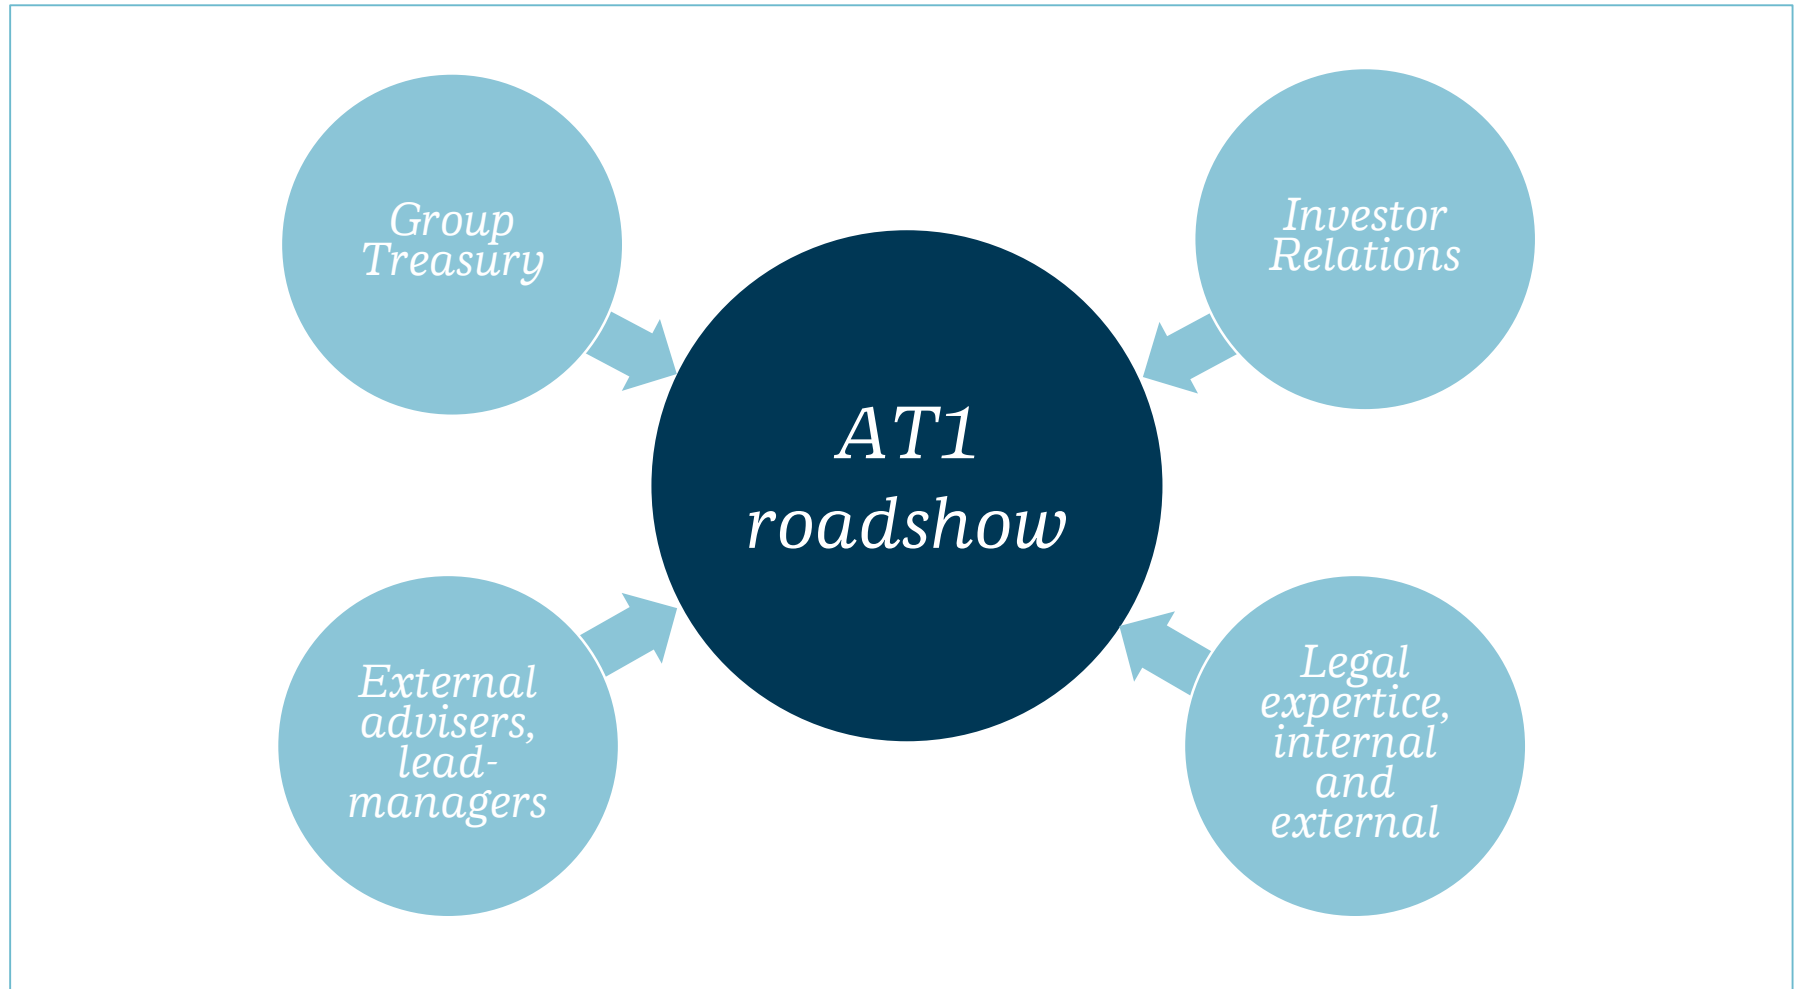 Group
Treasury
Investor
Relations
AT1
roadshow
External
advisers,
lead-
managers
Legal
expertice,
internal
and
external